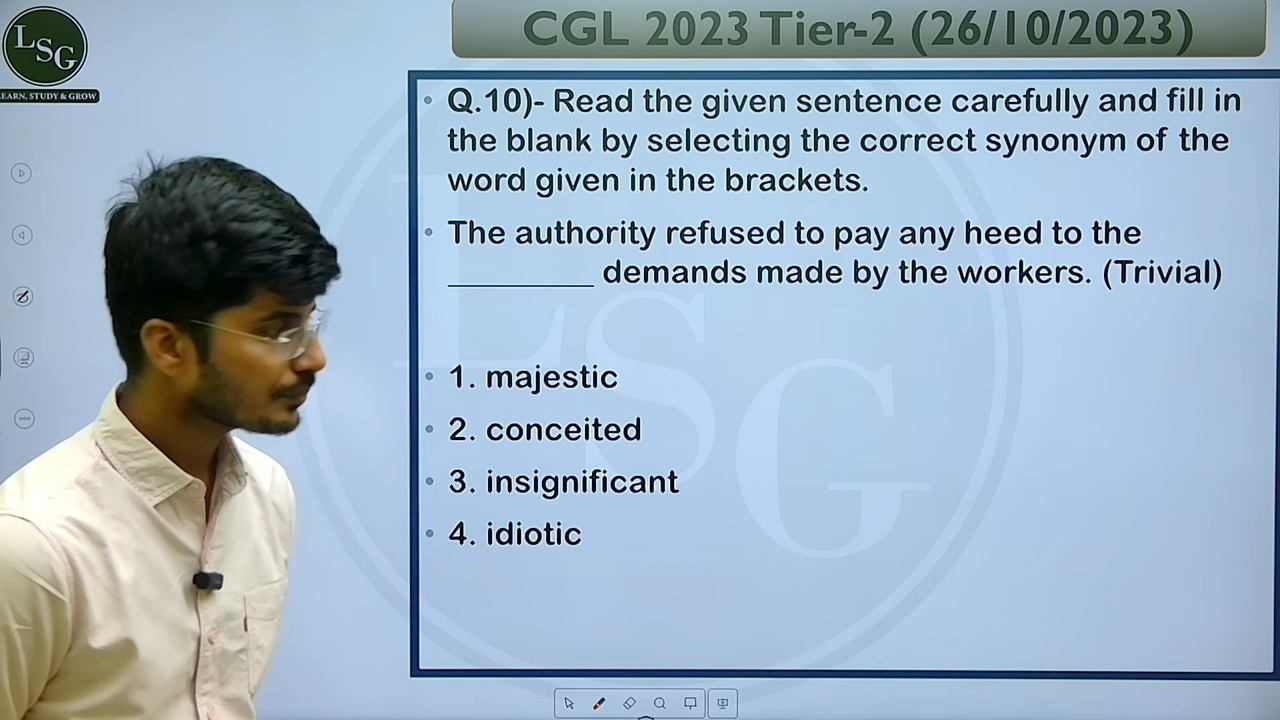 LSG
LEARN, STUDY & GROW
CGL 2023 Tier-2 (26/10/2023)
• Q.10)- Read the given sentence carefully and fill in
the blank by selecting the correct synonym of the
word given in the brackets.
• The authority refused to pay any heed to the
_________ demands made by the workers. (Trivial)
• 1. majestic
• 2. conceited
• 3. insignificant
• 4. idiotic
LSG